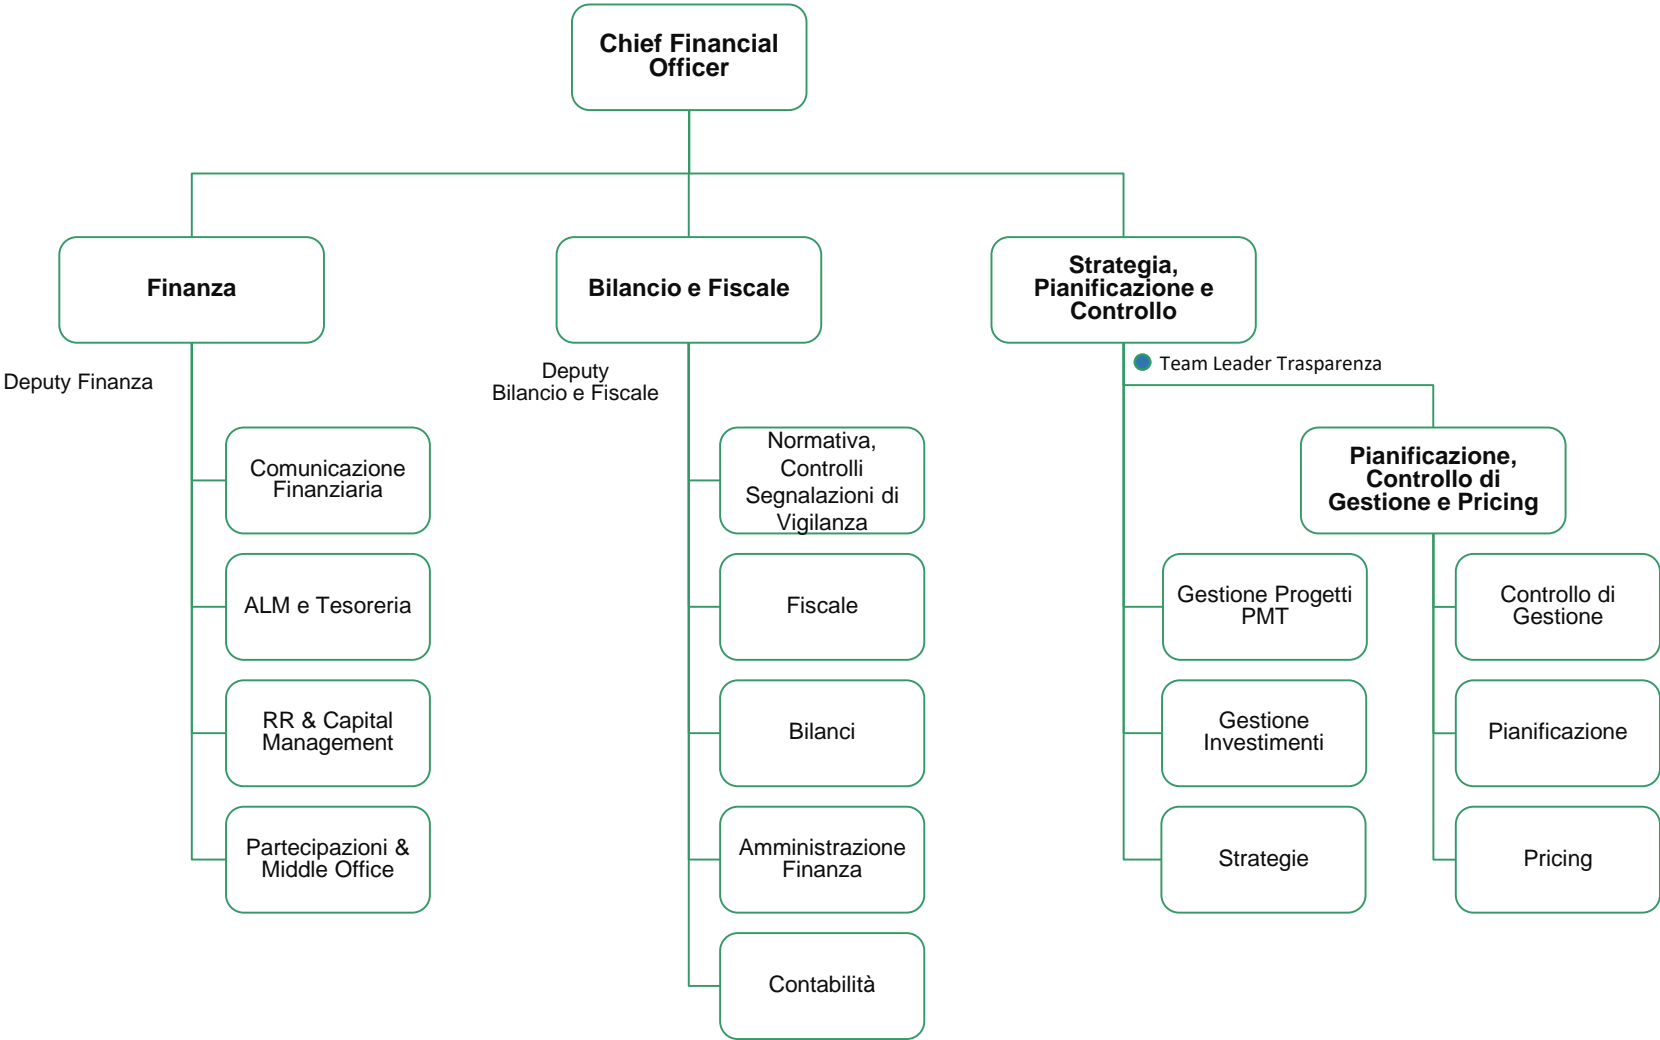 Chief Financial
Officer
Finanza
Bilancio e Fiscale
Strategia,
Pianificazione e
Controllo
Deputy Finanza
Deputy
Bilancio e Fiscale
Team Leader Trasparenza
Comunicazione
Finanziaria
ALM e Tesoreria
RR & Capital
Management
Partecipazioni &
Middle Office
Normativa,
Controlli
Segnalazioni di
Vigilanza
Fiscale
Bilanci
Amministrazione
Finanza
Contabilità
Pianificazione,
Controllo di
Gestione e Pricing
Gestione Progetti
PMT
Gestione
Investimenti
Strategie
Controllo di
Gestione
Pianificazione
Pricing